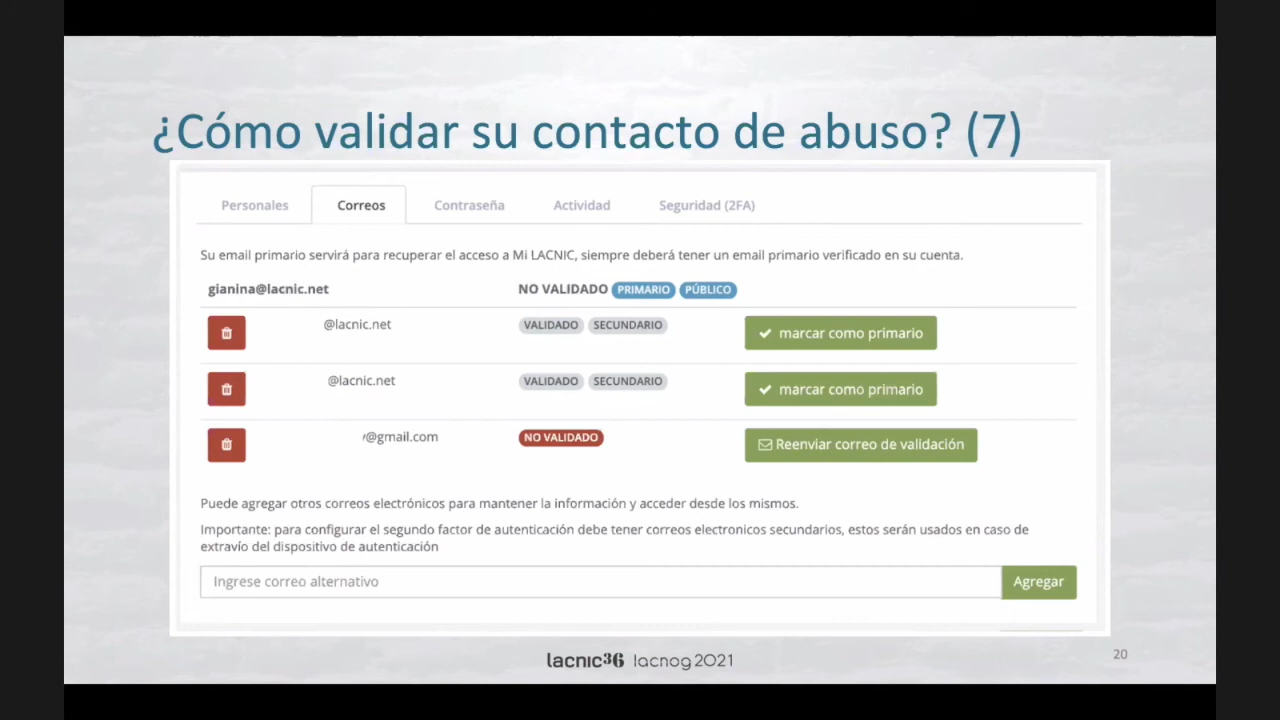 ¿Cómo validar su contacto de abuso? (7)
Personales Correos Contraseña Actividad Seguridad (2FA)
Su email primario servirá para recuperar el acceso a Mi LACNIC, siempre deberá tener un email primario verificado en su cuenta.
gianina@lacnic.net NO VALIDADO PRIMARIO PÚBLICO
@lacnic.net VALIDADO SECUNDARIO marcar como primario
@lacnic.net VALIDADO SECUNDARIO marcar como primario
@gmail.com NO VALIDADO Reenviar correo de validación
Puede agregar otros correos electrónicos para mantener la información y acceder desde los mismos.
Importante: para configurar el segundo factor de autenticación debe tener correos electronicos secundarios, estos serán usados en caso de
extravío del dispositivo de autenticación
Ingrese correo alternativo Agregar
lacnic36 lacnog2021
20